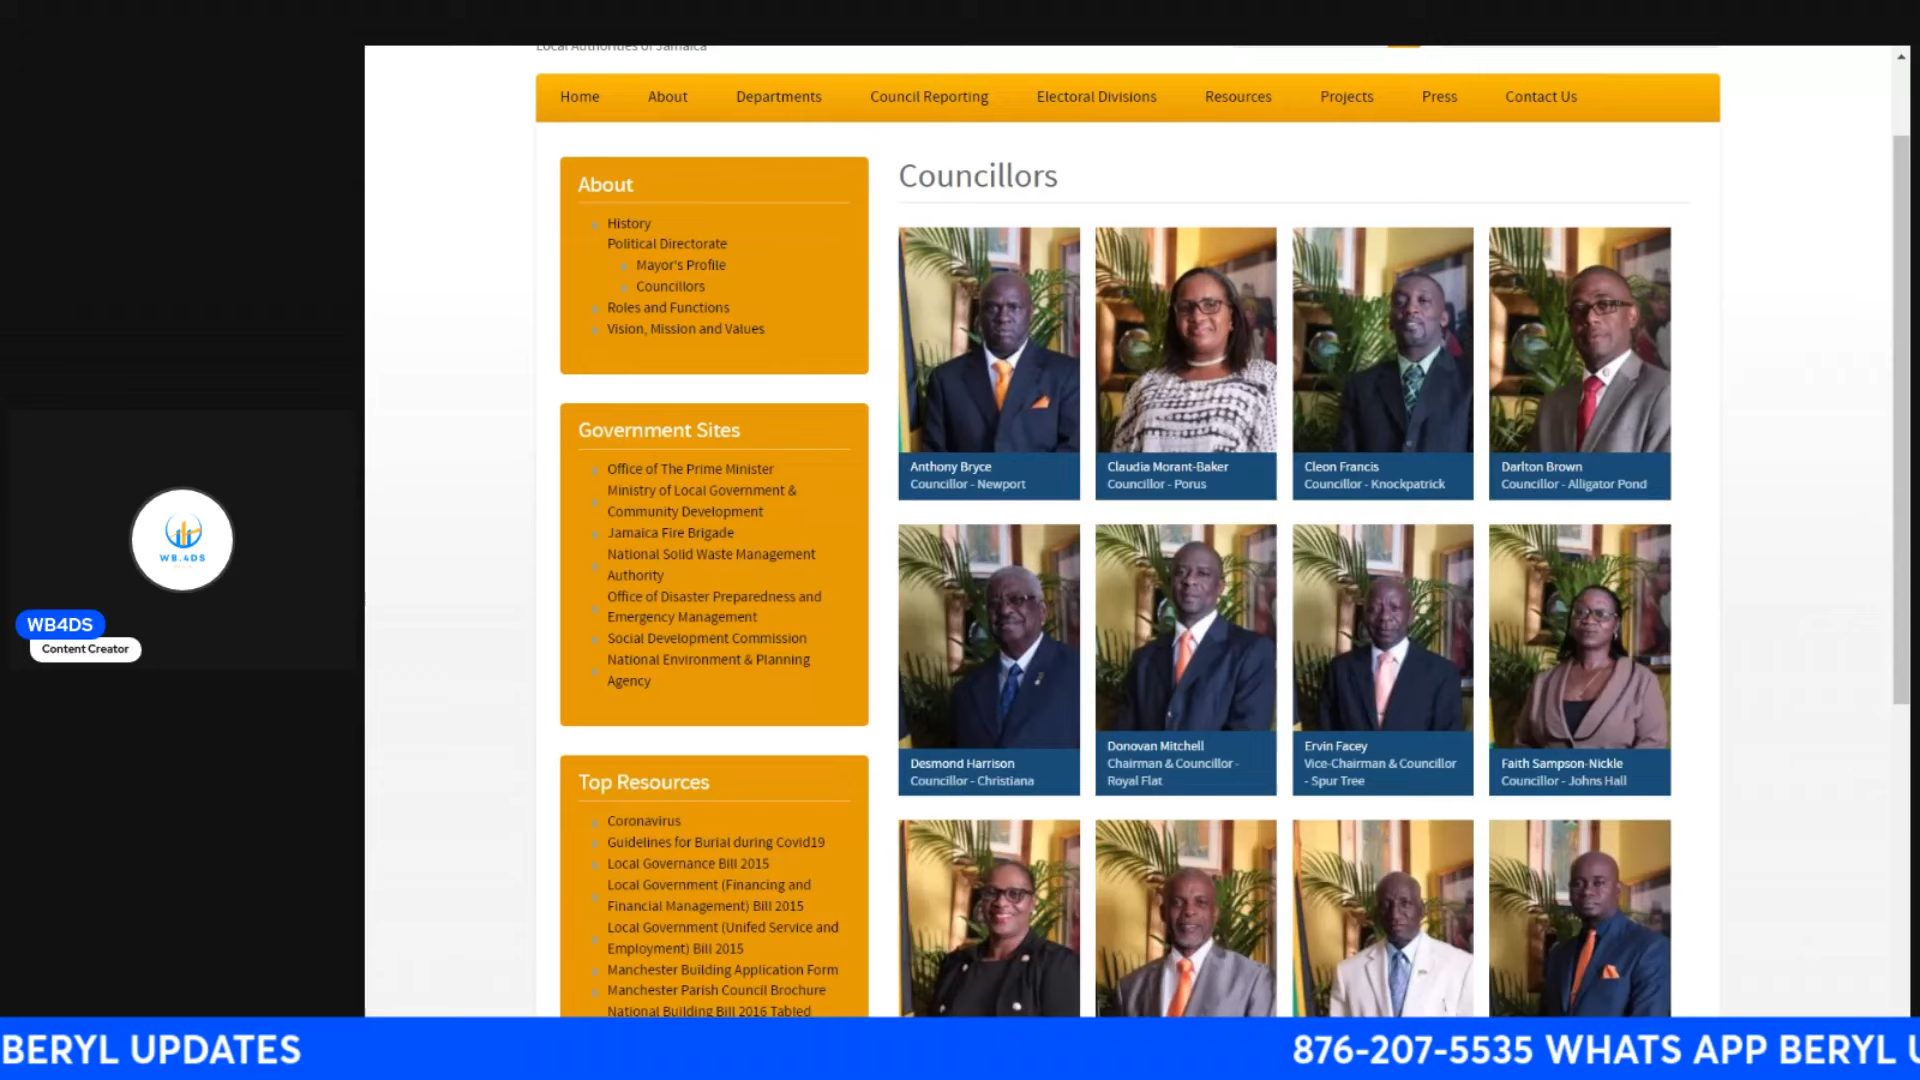 Local Authorities of Jamaica
Home About Departments Council Reporting Electoral Divisions Resources Projects Press Contact Us
About
History
Political Directorate
Mayor's Profile
Councillors
Roles and Functions
Vision, Mission and Values
Government Sites
Office of The Prime Minister
Ministry of Local Government &
Community Development
Jamaica Fire Brigade
National Solid Waste Management
Authority
Office of Disaster Preparedness and
Emergency Management
Social Development Commission
National Environment & Planning
Agency
Top Resources
Coronavirus
Guidelines for Burial during Covid19
Local Governance Bill 2015
Local Government (Financing and
Financial Management) Bill 2015
Local Government (Unifed Service and
Employment) Bill 2015
Manchester Building Application Form
Manchester Parish Council Brochure
National Building Bill 2016 Tabled
Councillors
Anthony Bryce
Councillor - Newport
Claudia Morant-Baker
Councillor - Porus
Cleon Francis
Councillor - Knockpatrick
Darlton Brown
Councillor - Alligator Pond
Desmond Harrison
Councillor - Christiana
Donovan Mitchell
Chairman & Councillor -
Royal Flat
Ervin Facey
Vice-Chairman & Councillor
- Spur Tree
Faith Sampson-Nickle
Councillor - Johns Hall
WB.4DS
WB4DS
Content Creator
BERYL UPDATES
876-207-5535 WHATS APP BERYL U